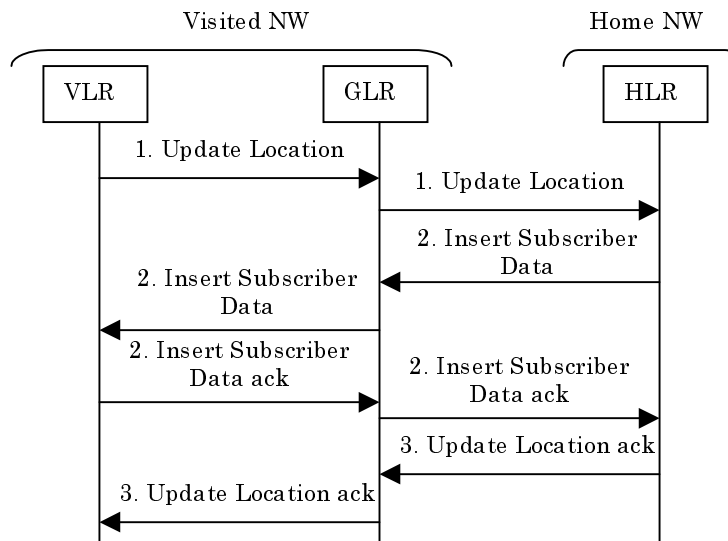 Visited NW
Home NW
VLR
GLR
HLR
1. Update Location
1. Update Location
2. Insert Subscriber
Data
2. Insert Subscriber
Data
2. Insert Subscriber
Data ack
2. Insert Subscriber
Data ack
3. Update Location ack
3. Update Location ack